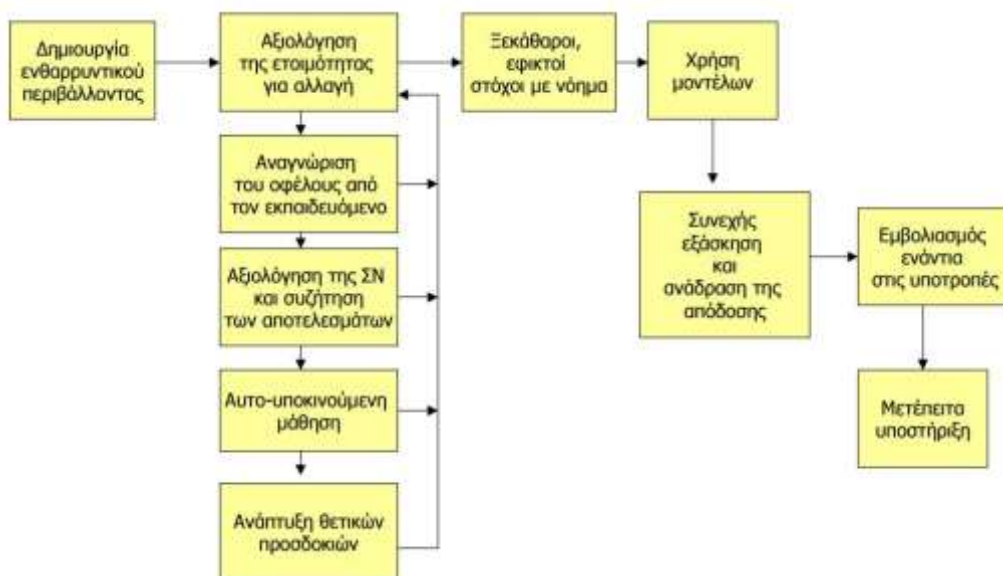 Δημιουργία
ενθαρρυντικού
περιβάλλοντος
Αξιολόγηση
της ετοιμότητας
για αλλαγή
Ξεκάθαροι,
εφικτοί
στόχοι με νόημα
Χρήση
μοντέλων
Αναγνώριση
του οφέλους από
τον εκπαιδευόμενο
Αξιολόγηση της ΣΝ
και συζήτηση
των αποτελεσμάτων
Αυτο-υποκινούμενη
μάθηση
Ανάπτυξη θετικών
προσδοκιών
Συνεχής
εξάσκηση
και
ανάδραση της
απόδοσης
Εμβολιασμός
ενάντια
στις υποτροπές
Μετέπειτα
υποστήριξη